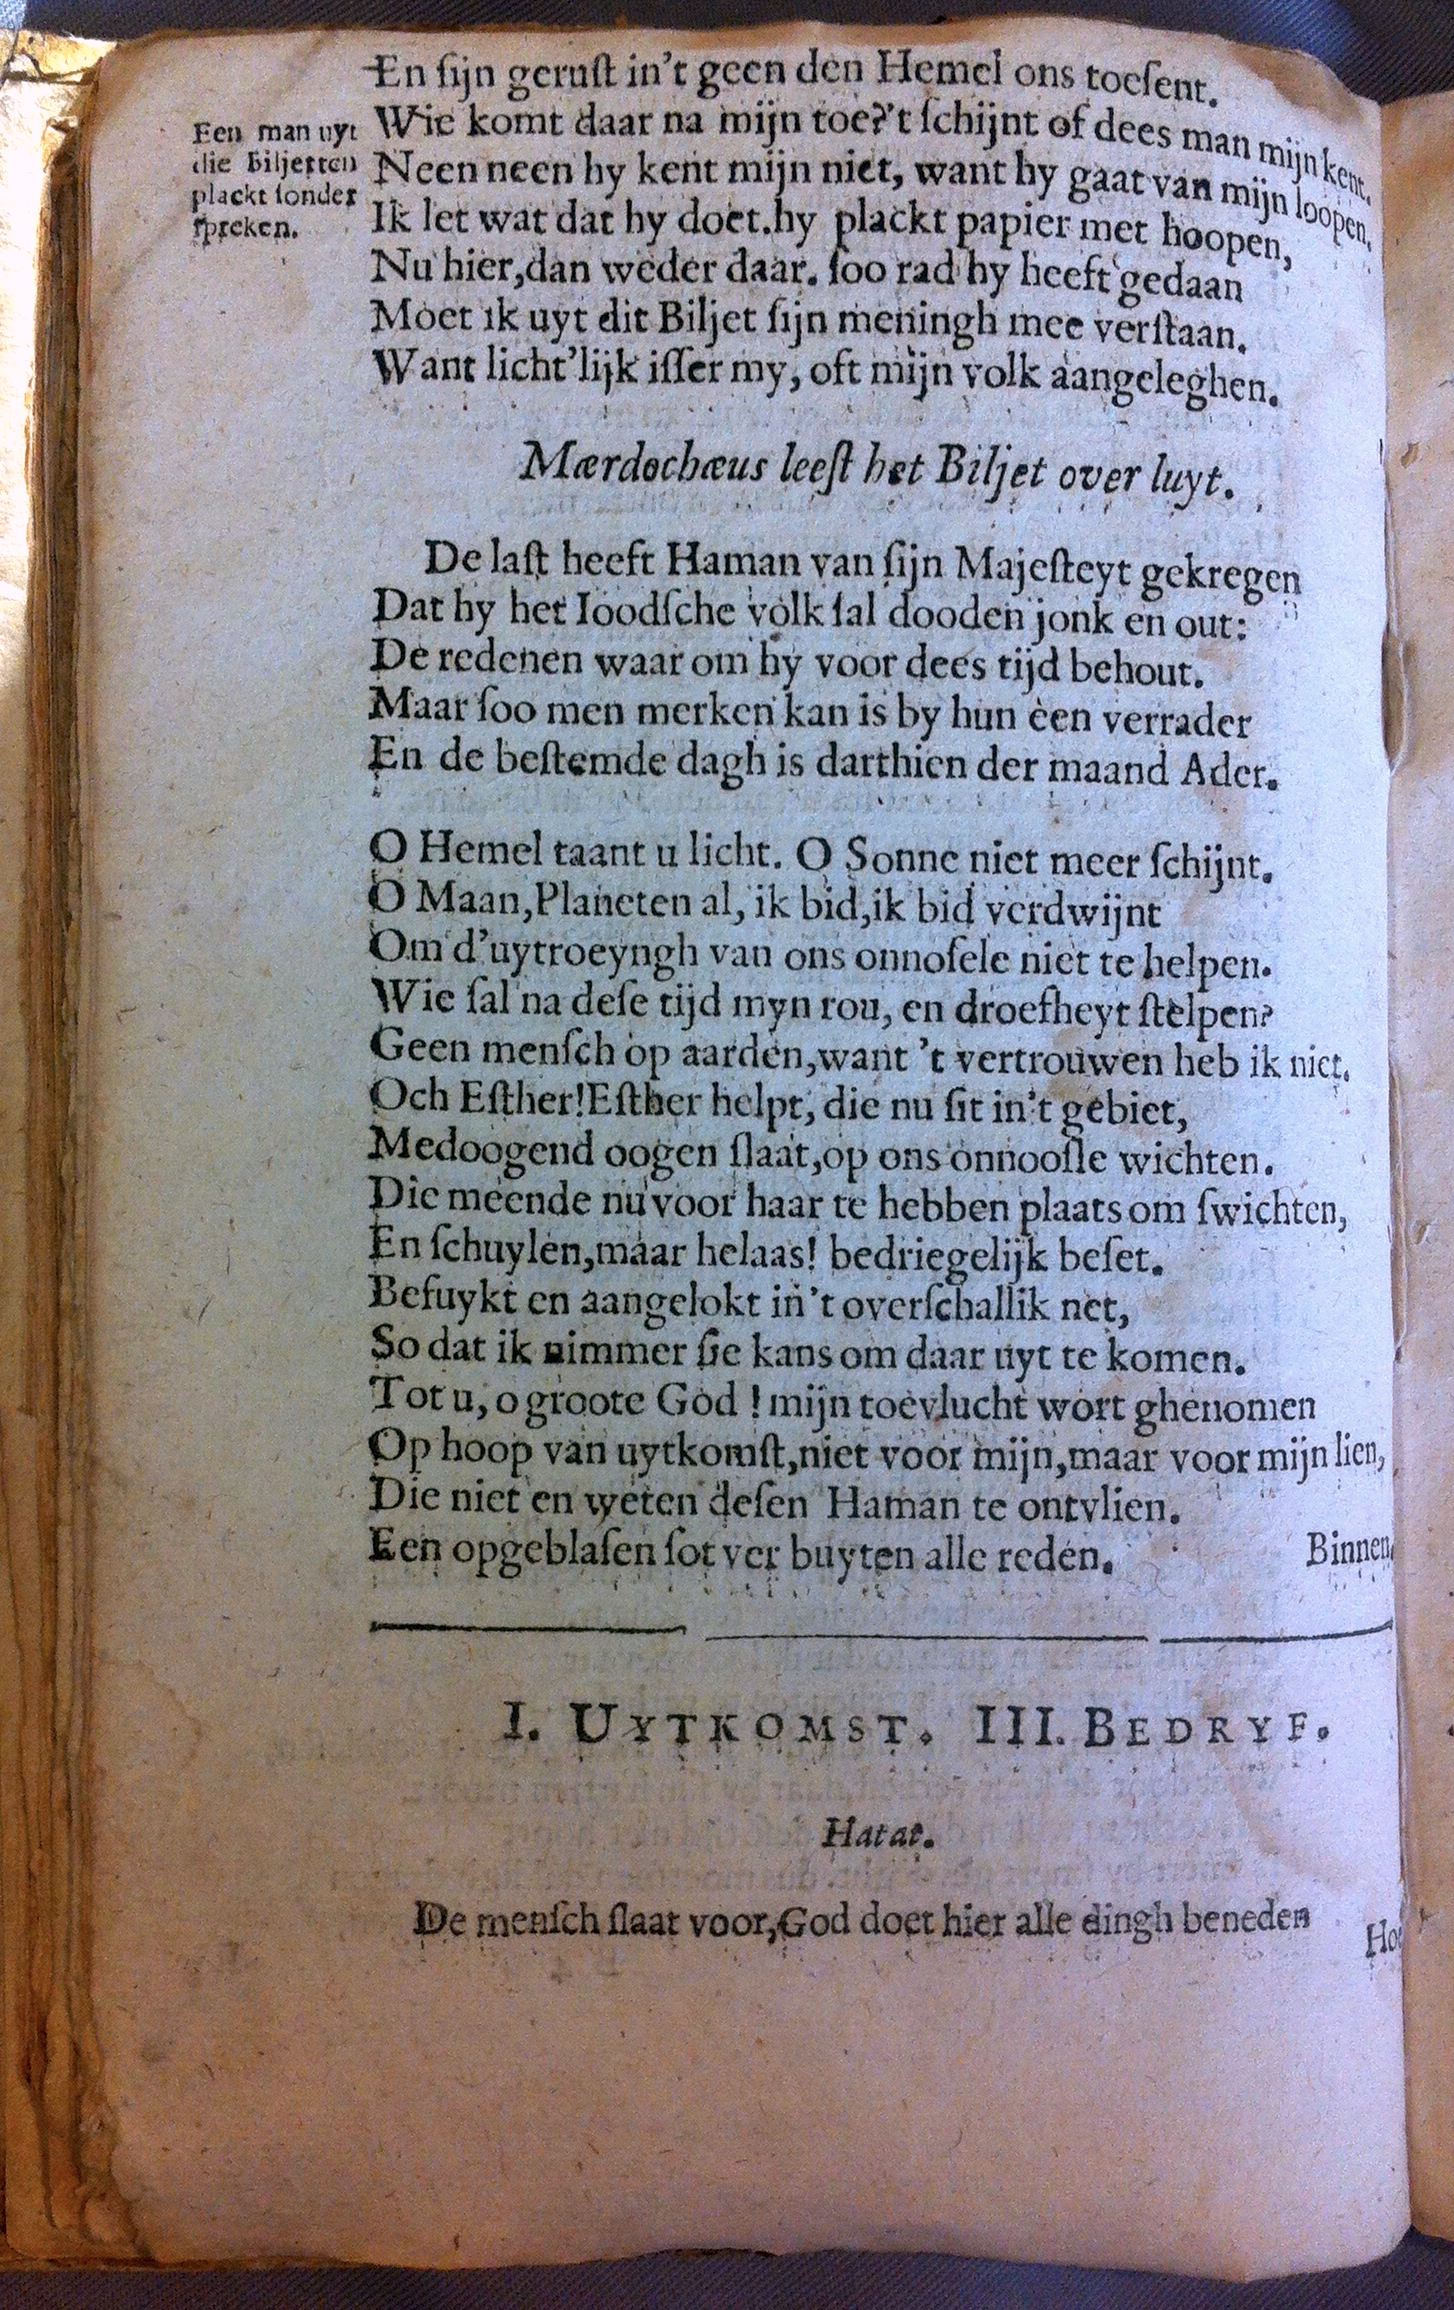 En ſijn geruſt in't geen den Hemel ons toeſent.
Wie komt daar na mijn toe?'t ſchijnt of dees man mijn kent.
Een man uyt
die Biljetten
plackt ſonder
ſpreken.
Neen neen hy kent mijn niet, want hy gaat van mijn loopen.
Ik let wat dat hy doet.hy plackt papier met hoopen,
Nu hier,dan weder daar. ſoo rad hy heeft gedaan
Moet ik uyt dit Biljet ſijn meningh mee verſtaan.
Want licht'lijk iſſer my, oft mijn volk aangeleghen.
Mærdochæus leeſt het Biljet over luyt.
De laſt heeft Haman van ſijn Majeſteyt gekregen
Dat hy het Ioodſche volk ſal dooden jonk en out:
De redenen waar om hy voor dees tijd behout.
Maar ſoo men merken kan is by hun een verrader
En de beſtemde dagh is darthien der maand Ader.
O Hemel taant u licht. O Sonne niet meer ſchijnt.
O Maan,Planeten al, ik bid,ik bid verdwijnt
Om d'uytroeyngh van ons onnoſele niet te helpen.
Wie ſal na deſe tijd myn rou, en droefheyt ſtelpen?
Geen menſch op aarden,want 't vertrouwen heb ik niet.
Och Eſther!Eſther helpt, die nu ſit in't gebiet,
Medoogend oogen ſlaat,op ons onnooſle wichten.
Die meende nu voor haar te hebben plaats om ſwichten,
En ſchuylen,maar helaas! bedriegelijk beſet.
Beſuykt en aangelokt in't overſchallik net,
So dat ik nimmer ſie kans om daar uyt te komen.
Tot u, o groote God ! mijn toevlucht wort ghenomen
Op hoop van uytkomſt,niet voor mijn,maar voor mijn lien,
Die niet en weten deſen Haman te ontvlien.
Een opgeblaſen ſot ver buyten alle reden. Binnen.
I. UYTKOMST. III. BEDRYF.
Hatat.
De menſch ſlaat voor,God doet hier alle dingh beneden
Hoe